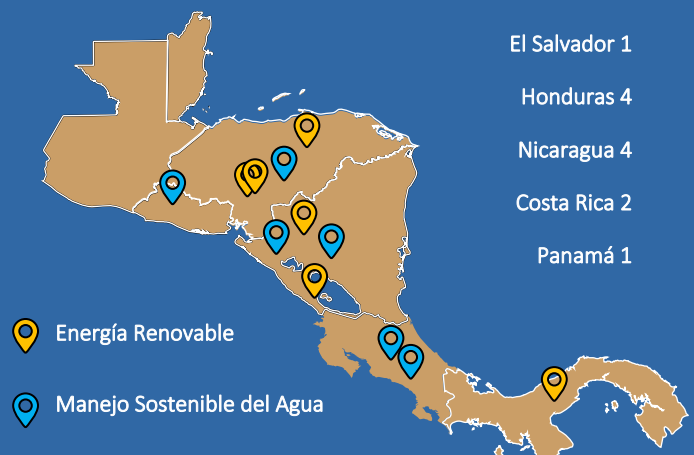 El Salvador 1
Honduras 4
Nicaragua 4
Costa Rica 2
Panamá 1
Energía Renovable
Manejo Sostenible del Agua